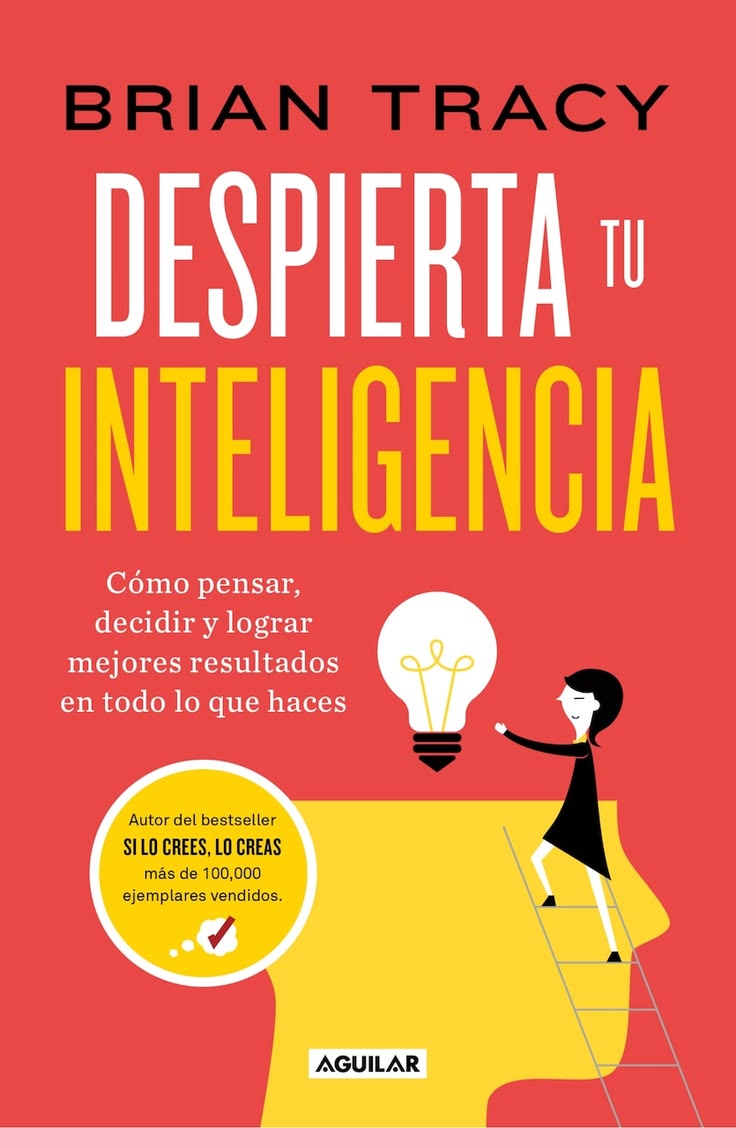 BRIAN TRACY
DESPIERTA TU
INTELIGENCIA
Cómo pensar,
decidir y lograr
mejores resultados
en todo lo que haces
Autor del bestseller
SI LO CREES, LO CREAS
más de 100,000
ejemplares vendidos.
AGUILAR